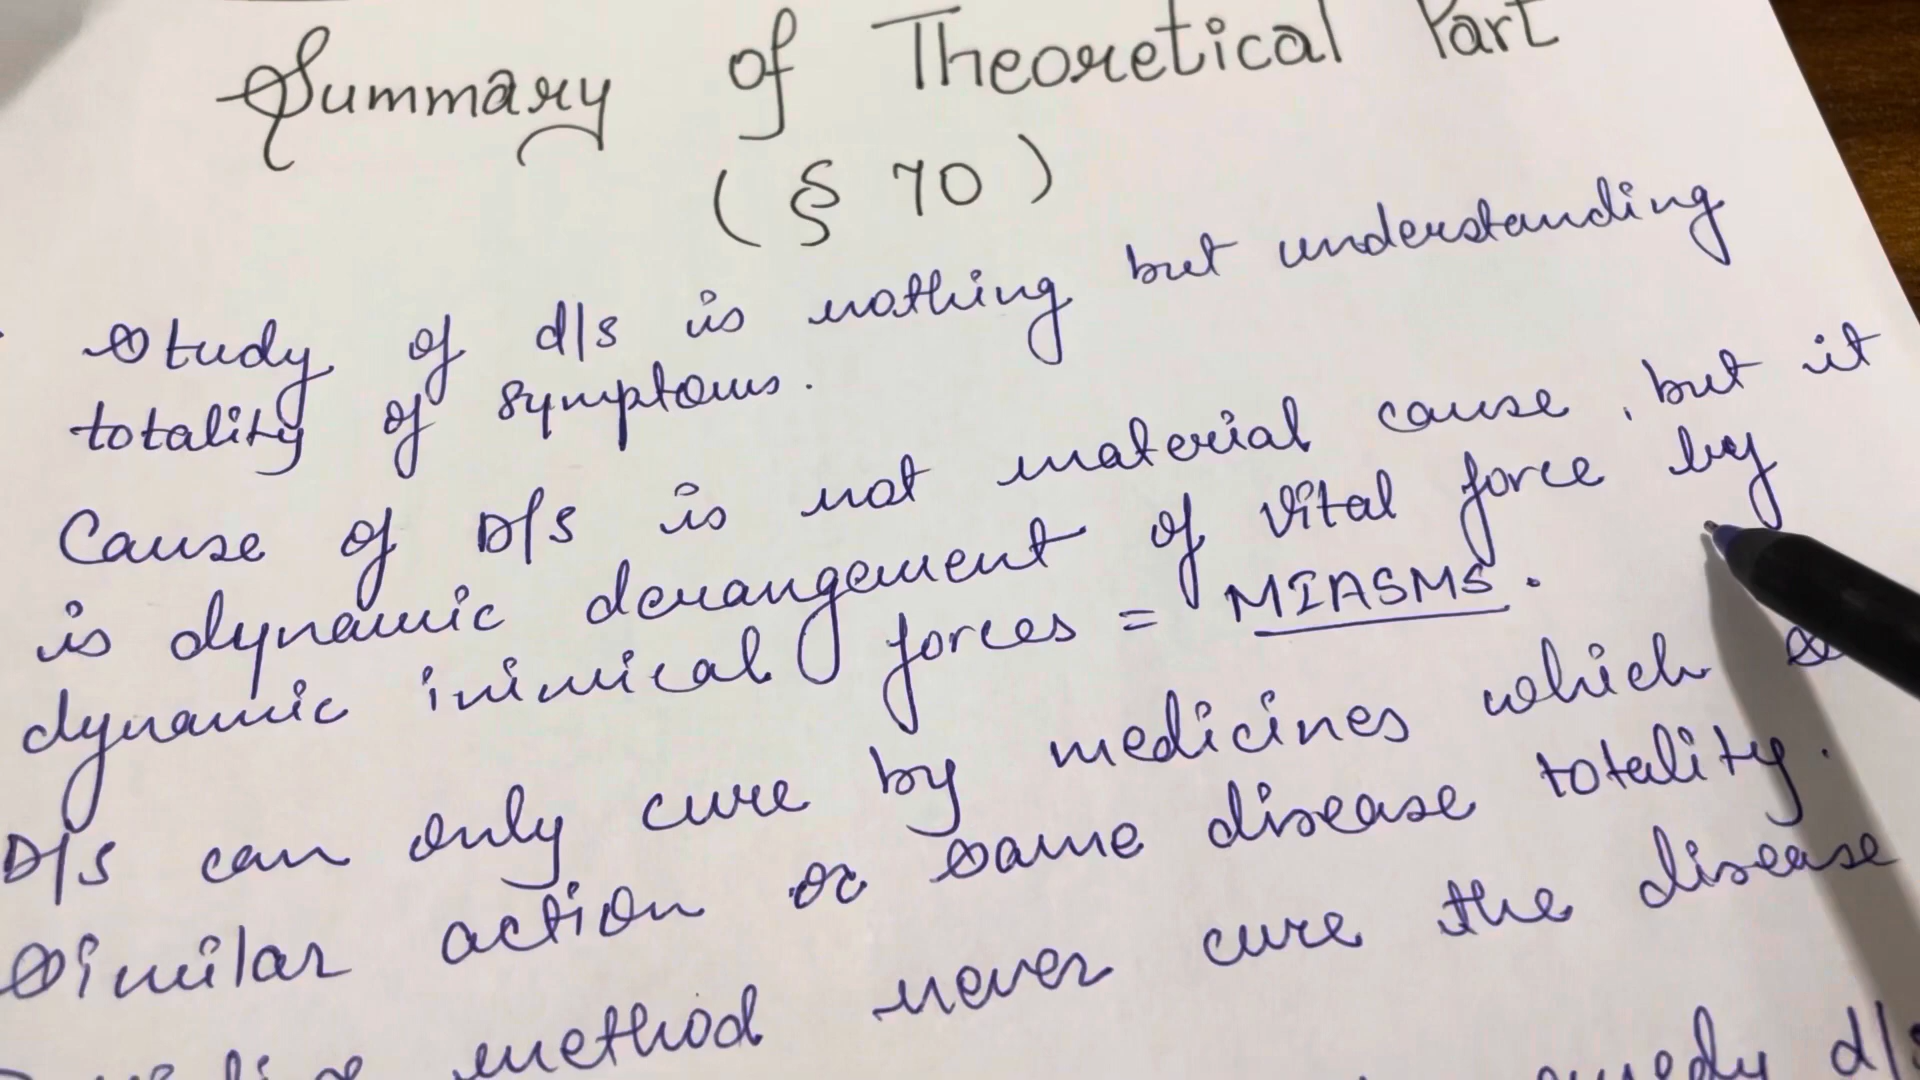 Summary of Theoretical Part
(§ 70)
Study of d/s is nothing but understanding
totality of symptoms.
Cause of D/s is not material cause, but it
is dynamic derangement of vital force by
dynamic inimical forces = MIASMS.
D/s can only cure by medicines which
similar action or same disease totality.
method never cure the disease
d/s